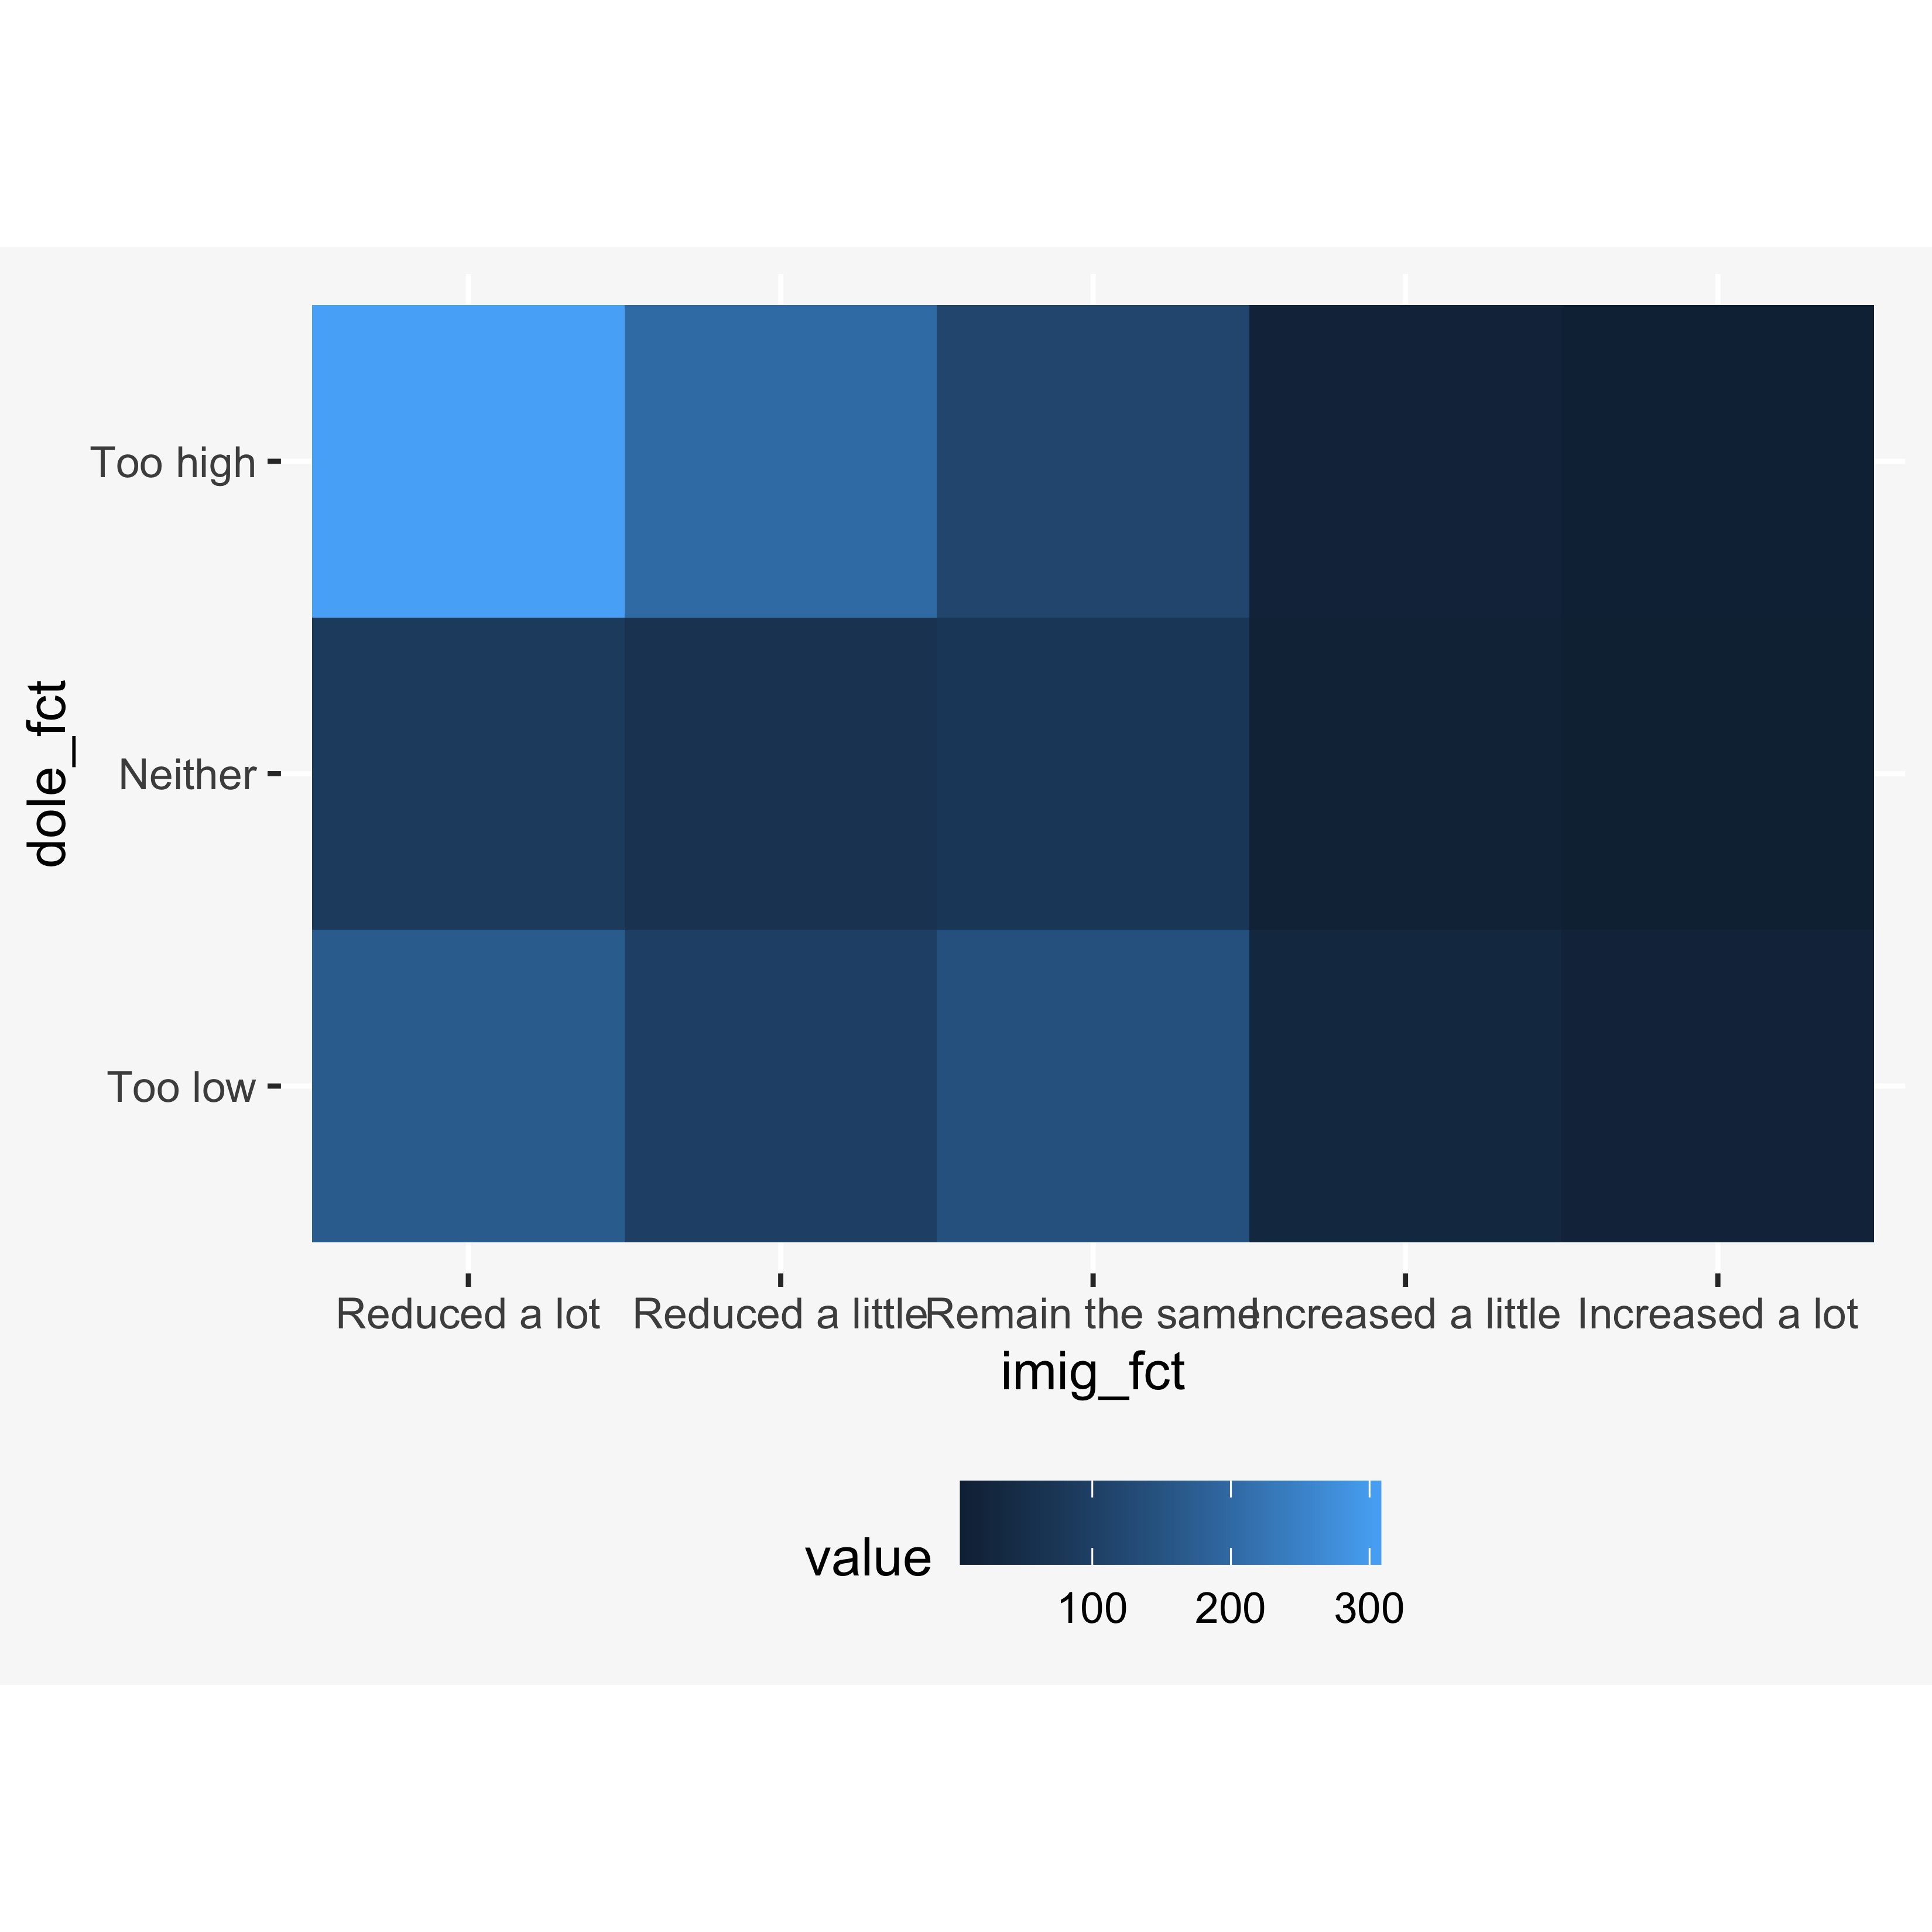 Too high
Neither
Too low
dole_fct
Reduced a lot
Reduced a little
Remain the same
Increased a little
Increased a lot
imig_fct
value
100 200 300